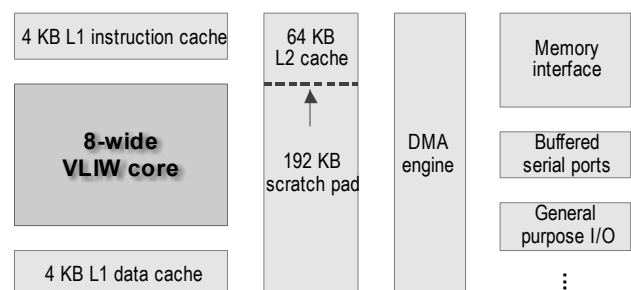 4 KB L1 instruction cache
8-wide
VLIW core
4 KB L1 data cache
64 KB
L2 cache
192 KB
scratch pad
DMA
engine
Memory
interface
Buffered
serial ports
General
purpose I/O
...